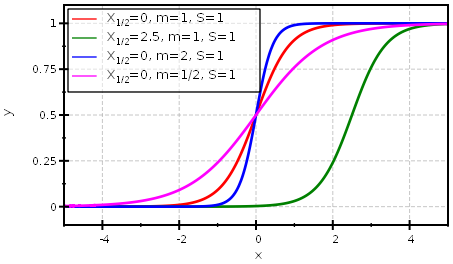 X1/2=0, m=1, S=1
X1/2=2.5, m=1, S=1
X1/2=0, m=2, S=1
X1/2=0, m=1/2, S=1
1
0.75
0.5
0.25
0
y
-4 -2 0 2 4
x